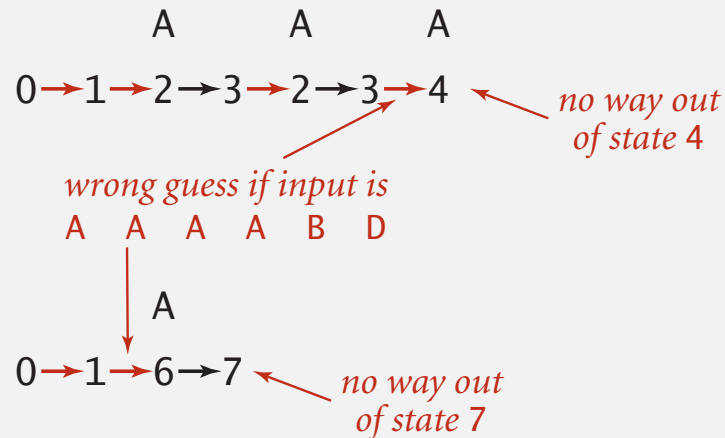 A A A
0 1 2 3 2 3 4
no way out
of state 4
wrong guess if input is
A A A A B D
A
0 1 6 7
no way out
of state 7